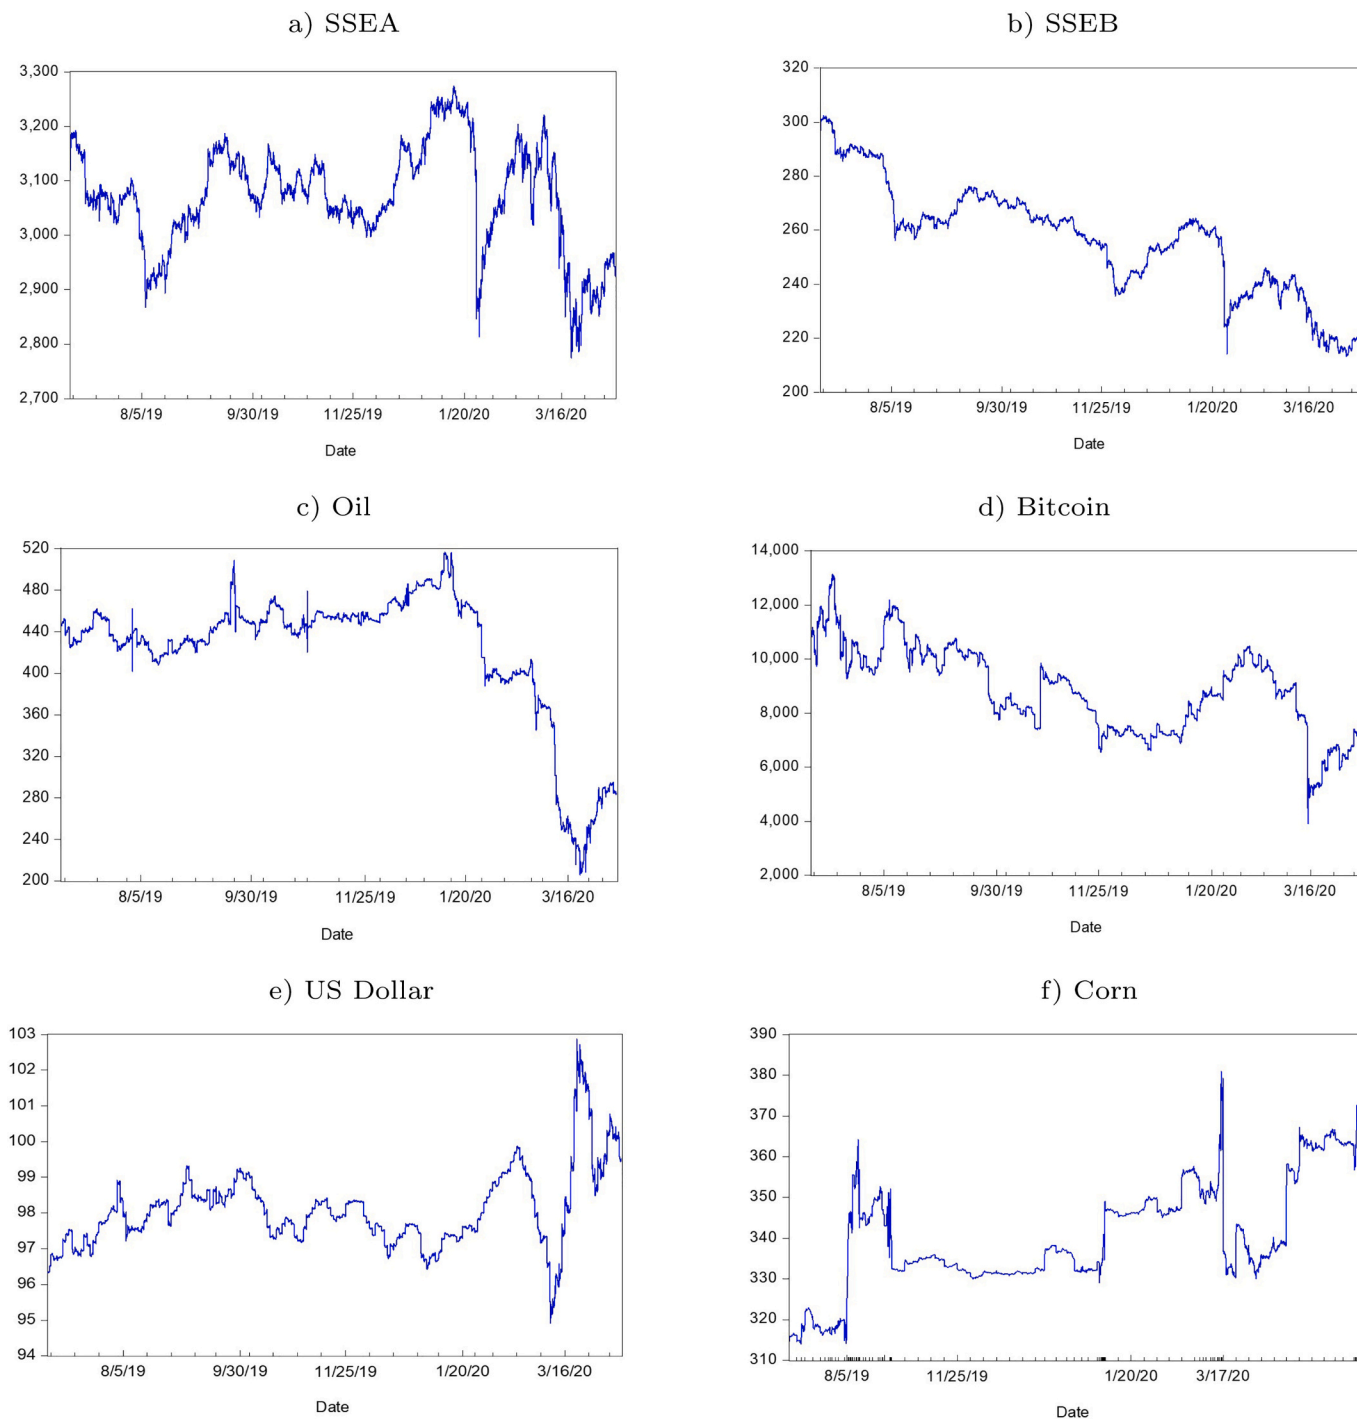 a) SSEA
3,300
3,200
3,100
3,000
2,900
2,800
2,700
8/5/19 9/30/19 11/25/19 1/20/20 3/16/20
Date
b) SSEB
320
300
280
260
240
220
200
8/5/19 9/30/19 11/25/19 1/20/20 3/16/20
Date
c) Oil
520
480
440
400
360
320
280
240
200
8/5/19 9/30/19 11/25/19 1/20/20 3/16/20
Date
d) Bitcoin
14,000
12,000
10,000
8,000
6,000
4,000
2,000
8/5/19 9/30/19 11/25/19 1/20/20 3/16/20
Date
e) US Dollar
103
102
101
100
99
98
97
96
95
94
8/5/19 9/30/19 11/25/19 1/20/20 3/16/20
Date
f) Corn
390
380
370
360
350
340
330
320
310
8/5/19 11/25/19 1/20/20 3/17/20
Date